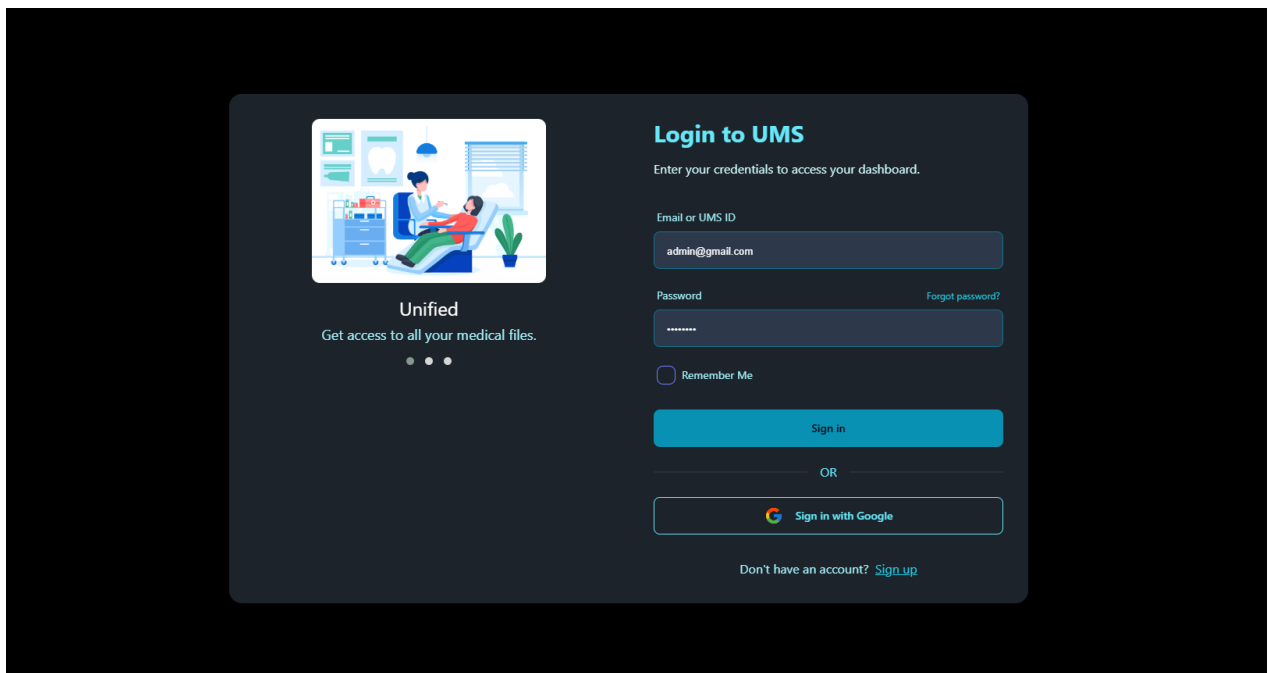 Unified
Get access to all your medical files.
Login to UMS
Enter your credentials to access your dashboard.
Email or UMS ID
admin@gmail.com
Password Forgot password?
••••••••
Remember Me
Sign in
OR
Sign in with Google
Don't have an account? Sign up